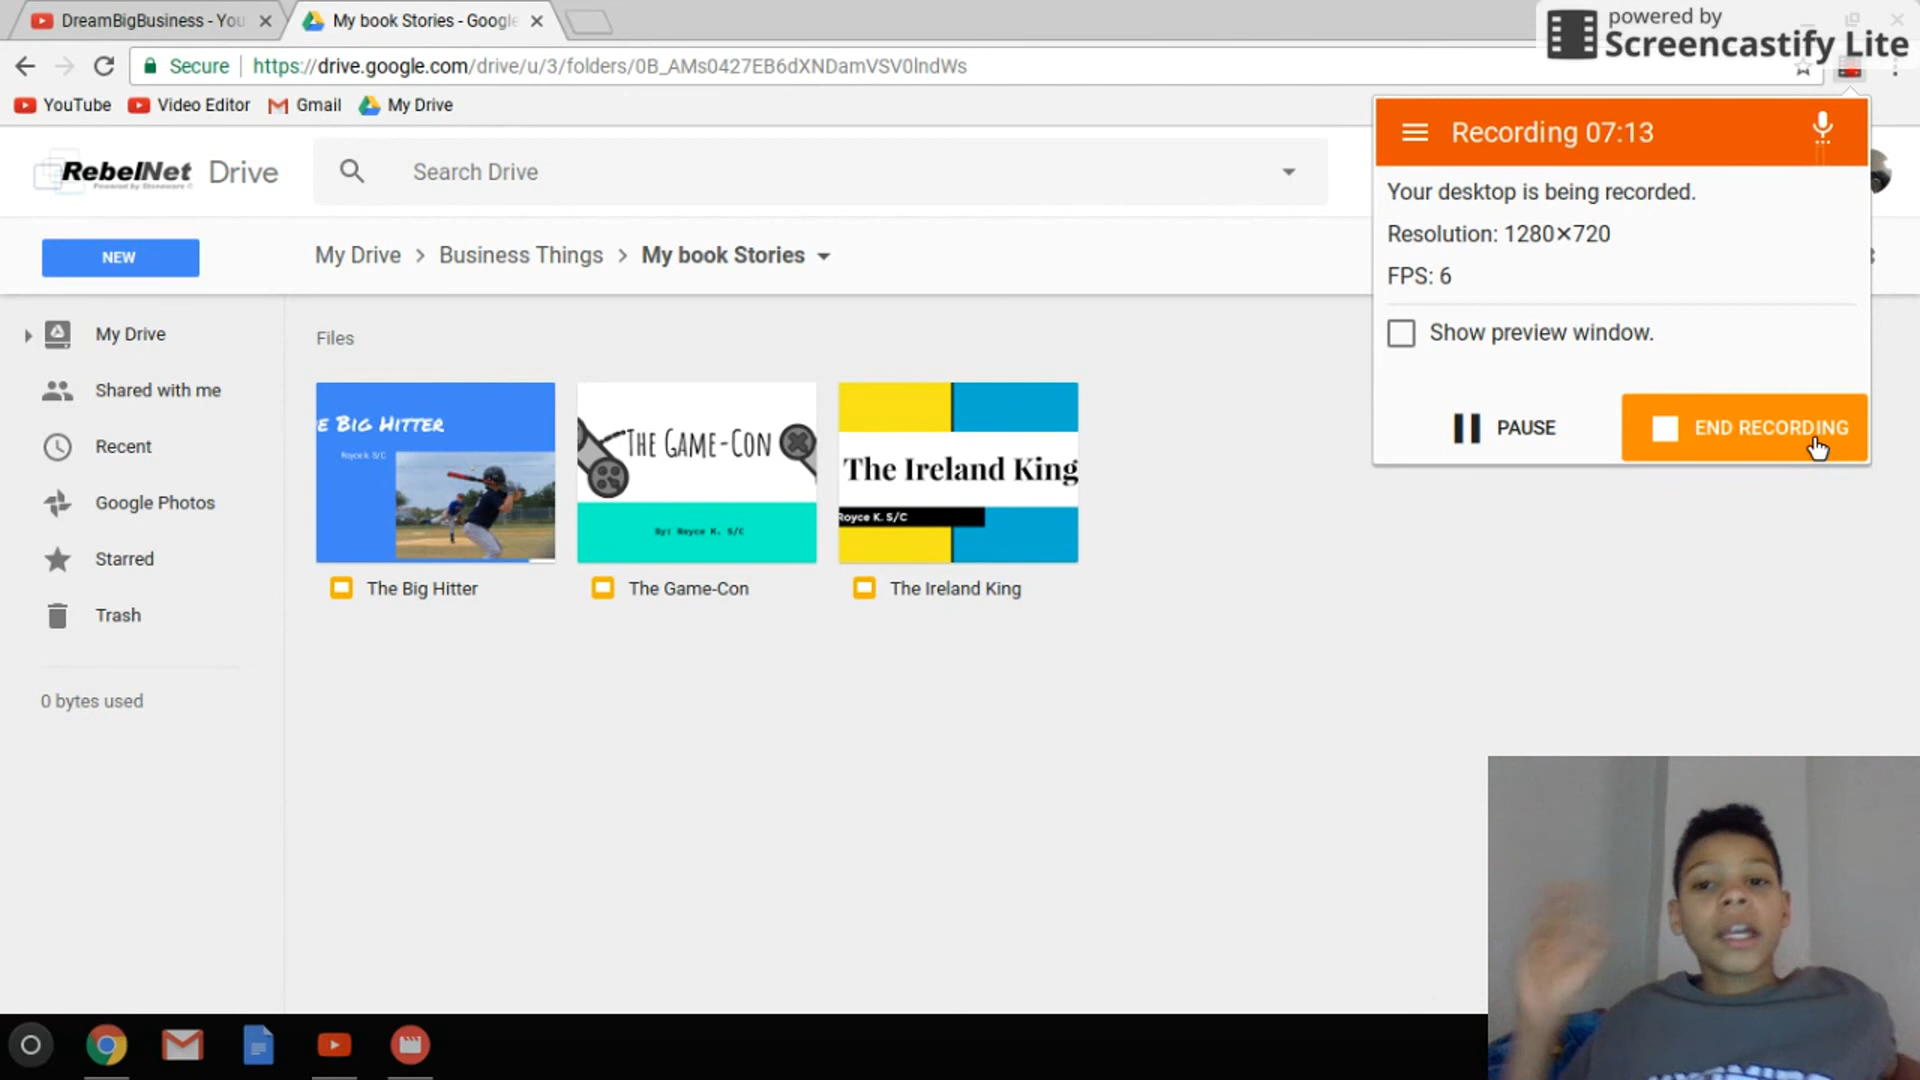 DreamBigBusiness - You
My book Stories - Google
powered by
Screencastify Lite
Secure
https://drive.google.com/drive/u/3/folders/0B_AMs0427EB6dXNDamVSV0lndWs
YouTube
Video Editor
Gmail
My Drive
Recording 07:13
RebelNet
Drive
Search Drive
Your desktop is being recorded.
Resolution: 1280×720
FPS: 6
NEW
My Drive > Business Things > My book Stories
Show preview window.
PAUSE
END RECORDING
My Drive
Shared with me
Recent
Google Photos
Starred
Trash
0 bytes used
Files
E BIG HITTER
Royce k S/C
THE GAME-CON
By: Royce K. S/C
The Ireland King
Royce K. S/C
The Big Hitter
The Game-Con
The Ireland King